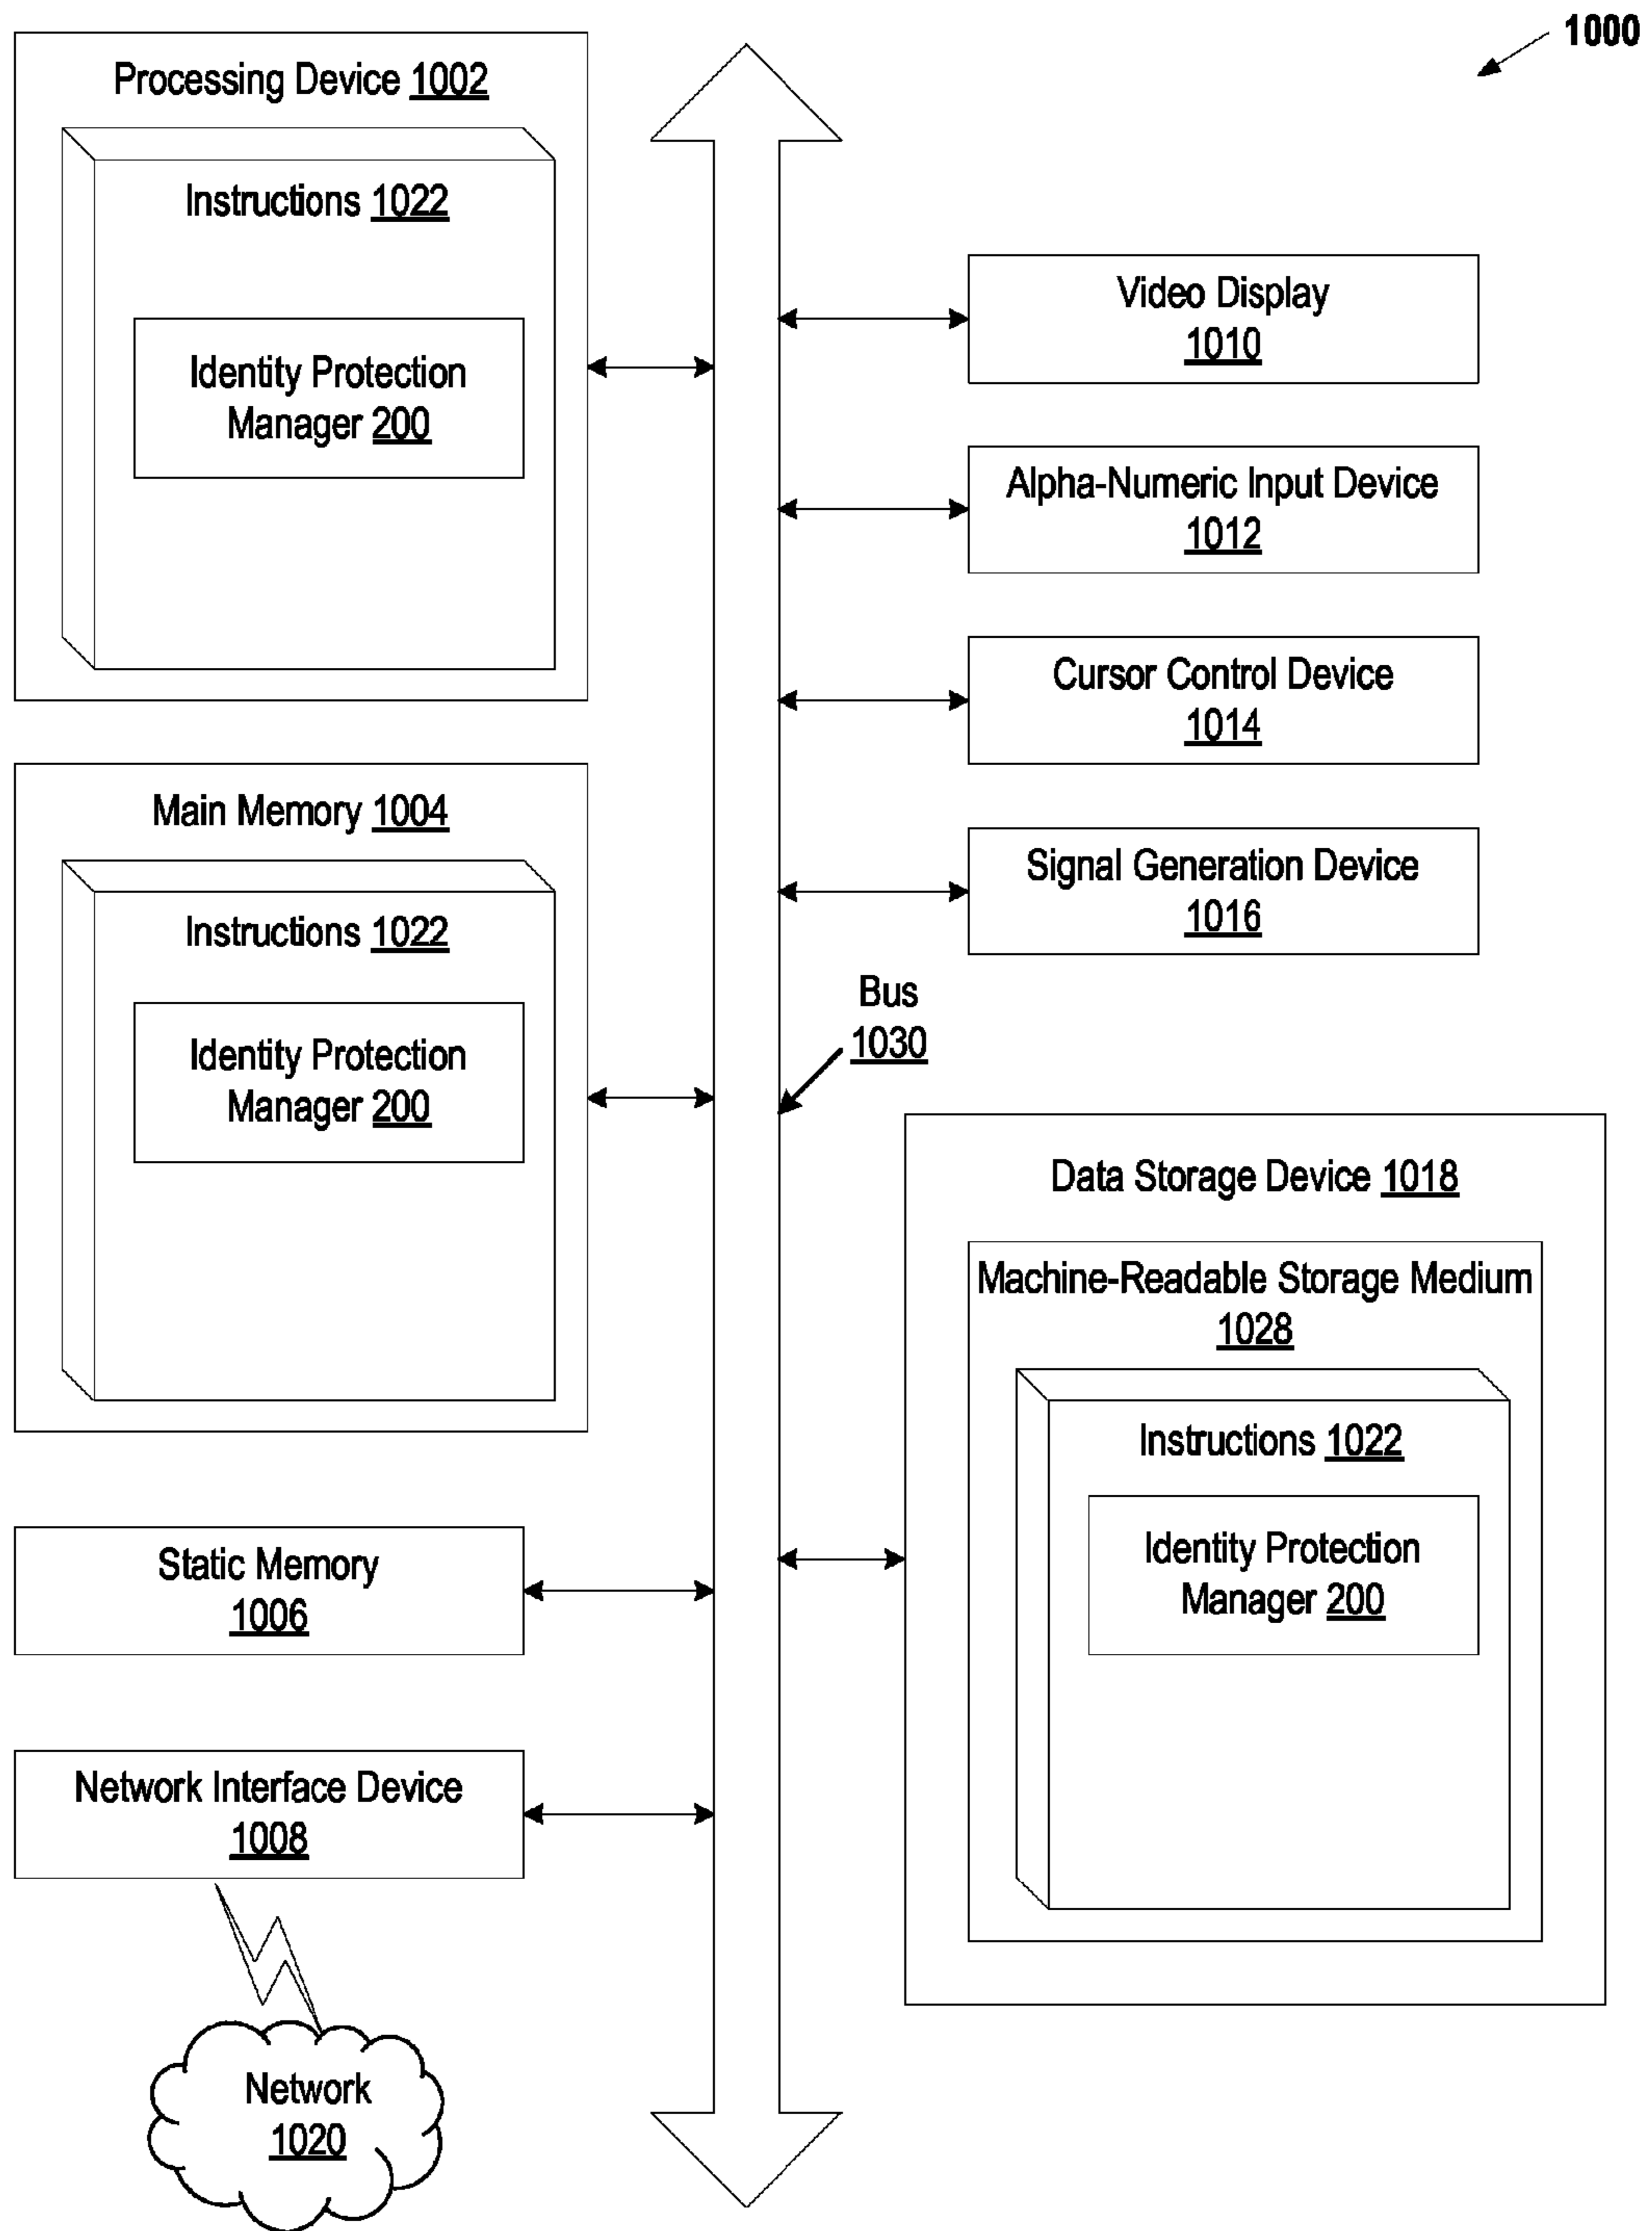 1000
Processing Device 1002
Instructions 1022
Identity Protection
Manager 200
Video Display
1010
Alpha-Numeric Input Device
1012
Cursor Control Device
1014
Main Memory 1004
Instructions 1022
Identity Protection
Manager 200
Signal Generation Device
1016
Bus
1030
Data Storage Device 1018
Machine-Readable Storage Medium
1028
Instructions 1022
Identity Protection
Manager 200
Static Memory
1006
Network Interface Device
1008
Network
1020